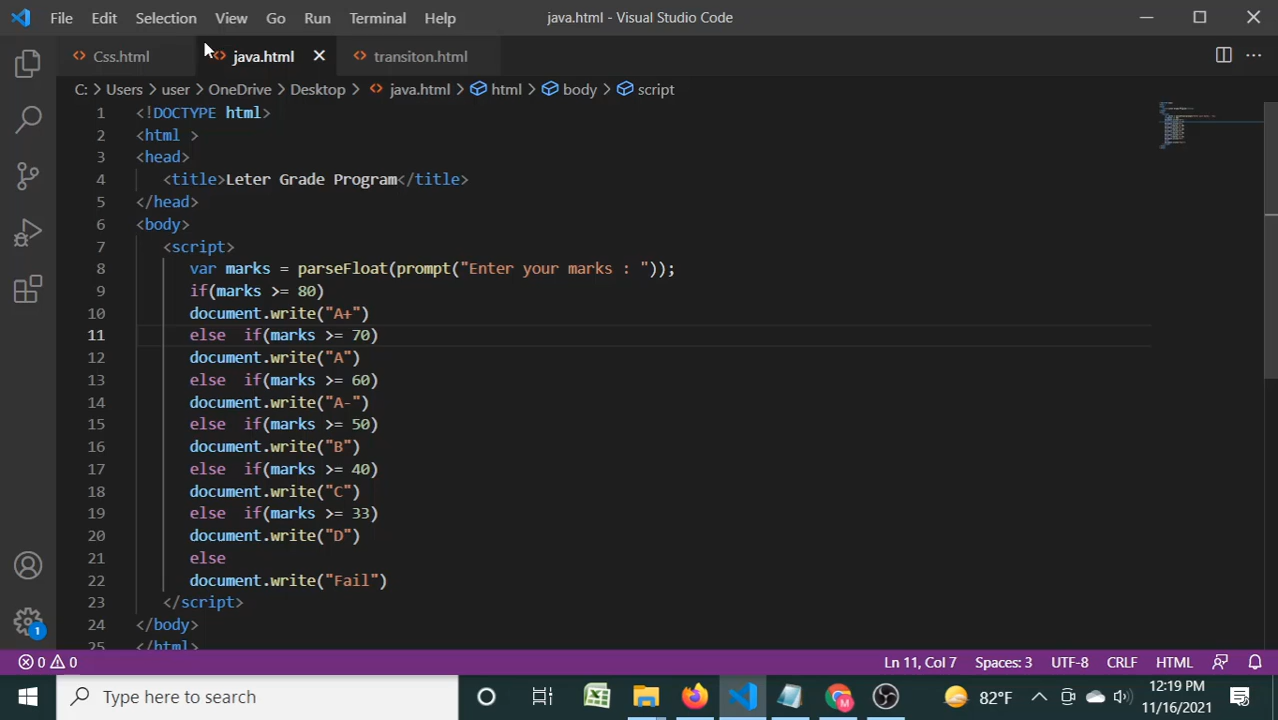 File Edit Selection View Go Run Terminal Help java.html - Visual Studio Code
Css.html java.html transiton.html
C: > Users > user > OneDrive > Desktop > java.html > html > body > script
1 <!DOCTYPE html>
2 <html >
3 <head>
4 <title>Leter Grade Program</title>
5 </head>
6 <body>
7 <script>
8 var marks = parseFloat(prompt("Enter your marks : "));
9 if(marks >= 80)
10 document.write("A+")
11 else  if(marks >= 70)
12 document.write("A")
13 else  if(marks >= 60)
14 document.write("A-")
15 else  if(marks >= 50)
16 document.write("B")
17 else  if(marks >= 40)
18 document.write("C")
19 else  if(marks >= 33)
20 document.write("D")
21 else
22 document.write("Fail")
23 </script>
24 </body>
25 </html>
0 0 Ln 11, Col 7 Spaces: 3 UTF-8 CRLF HTML
1
Type here to search 82°F 12:19 PM
11/16/2021